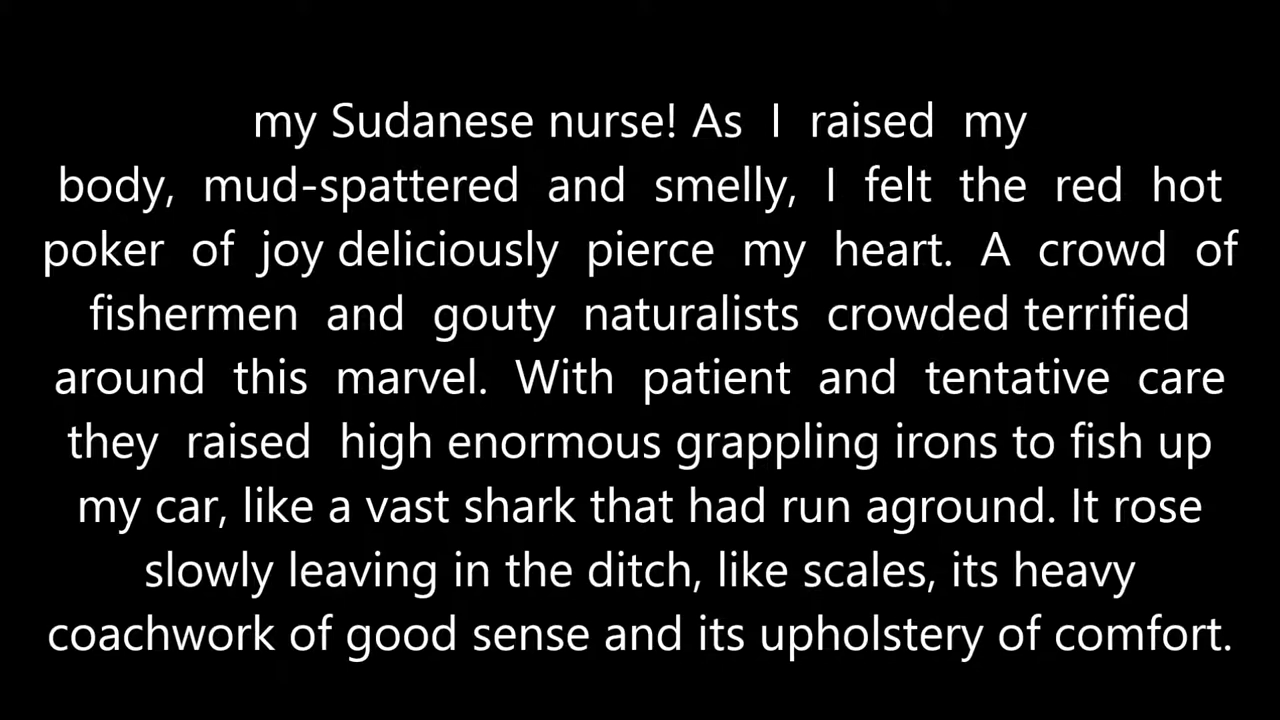 my Sudanese nurse! As I raised my
body, mud-spattered and smelly, I felt the red hot
poker of joy deliciously pierce my heart. A crowd of
fishermen and gouty naturalists crowded terrified
around this marvel. With patient and tentative care
they raised high enormous grappling irons to fish up
my car, like a vast shark that had run aground. It rose
slowly leaving in the ditch, like scales, its heavy
coachwork of good sense and its upholstery of comfort.